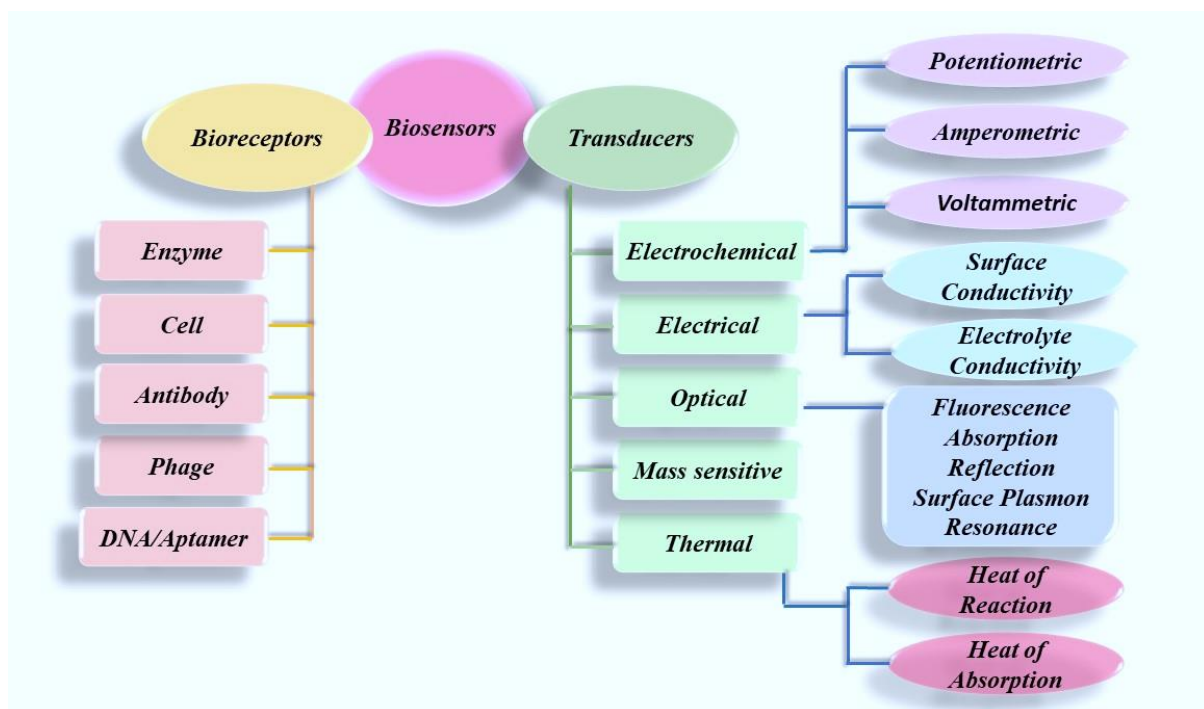 Biosensors
Bioreceptors
Enzyme
Cell
Antibody
Phage
DNA/Aptamer
Transducers
Electrochemical
Potentiometric
Amperometric
Voltammetric
Electrical
Surface
Conductivity
Electrolyte
Conductivity
Optical
Fluorescence
Absorption
Reflection
Surface Plasmon
Resonance
Mass sensitive
Thermal
Heat of
Reaction
Heat of
Absorption